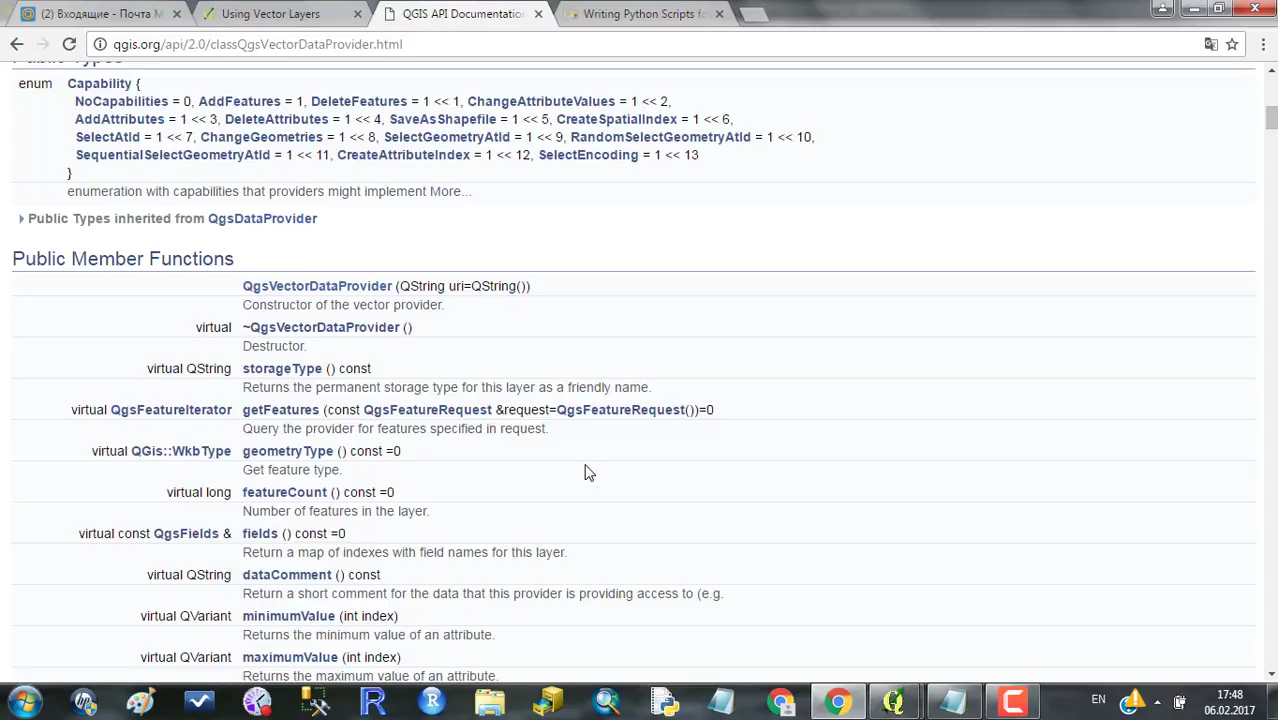 (2) Входящие - Почта М
Using Vector Layers
QGIS API Documentatio
Writing Python Scripts fo
qgis.org/api/2.0/classQgsVectorDataProvider.html
Public Types
enum Capability {
NoCapabilities = 0, AddFeatures = 1, DeleteFeatures = 1 << 1, ChangeAttributeValues = 1 << 2,
AddAttributes = 1 << 3, DeleteAttributes = 1 << 4, SaveAsShapefile = 1 << 5, CreateSpatialIndex = 1 << 6,
SelectAtId = 1 << 7, ChangeGeometries = 1 << 8, SelectGeometryAtId = 1 << 9, RandomSelectGeometryAtId = 1 << 10,
SequentialSelectGeometryAtId = 1 << 11, CreateAttributeIndex = 1 << 12, SelectEncoding = 1 << 13
}
enumeration with capabilities that providers might implement More...
Public Types inherited from QgsDataProvider
Public Member Functions
QgsVectorDataProvider (QString uri=QString())
Constructor of the vector provider.
virtual ~QgsVectorDataProvider ()
Destructor.
virtual QString storageType () const
Returns the permanent storage type for this layer as a friendly name.
virtual QgsFeatureIterator getFeatures (const QgsFeatureRequest &request=QgsFeatureRequest())=0
Query the provider for features specified in request.
virtual QGis::WkbType geometryType () const =0
Get feature type.
virtual long featureCount () const =0
Number of features in the layer.
virtual const QgsFields & fields () const =0
Return a map of indexes with field names for this layer.
virtual QString dataComment () const
Return a short comment for the data that this provider is providing access to (e.g.
virtual QVariant minimumValue (int index)
Returns the minimum value of an attribute.
virtual QVariant maximumValue (int index)
Returns the maximum value of an attribute.
EN
17:48
06.02.2017